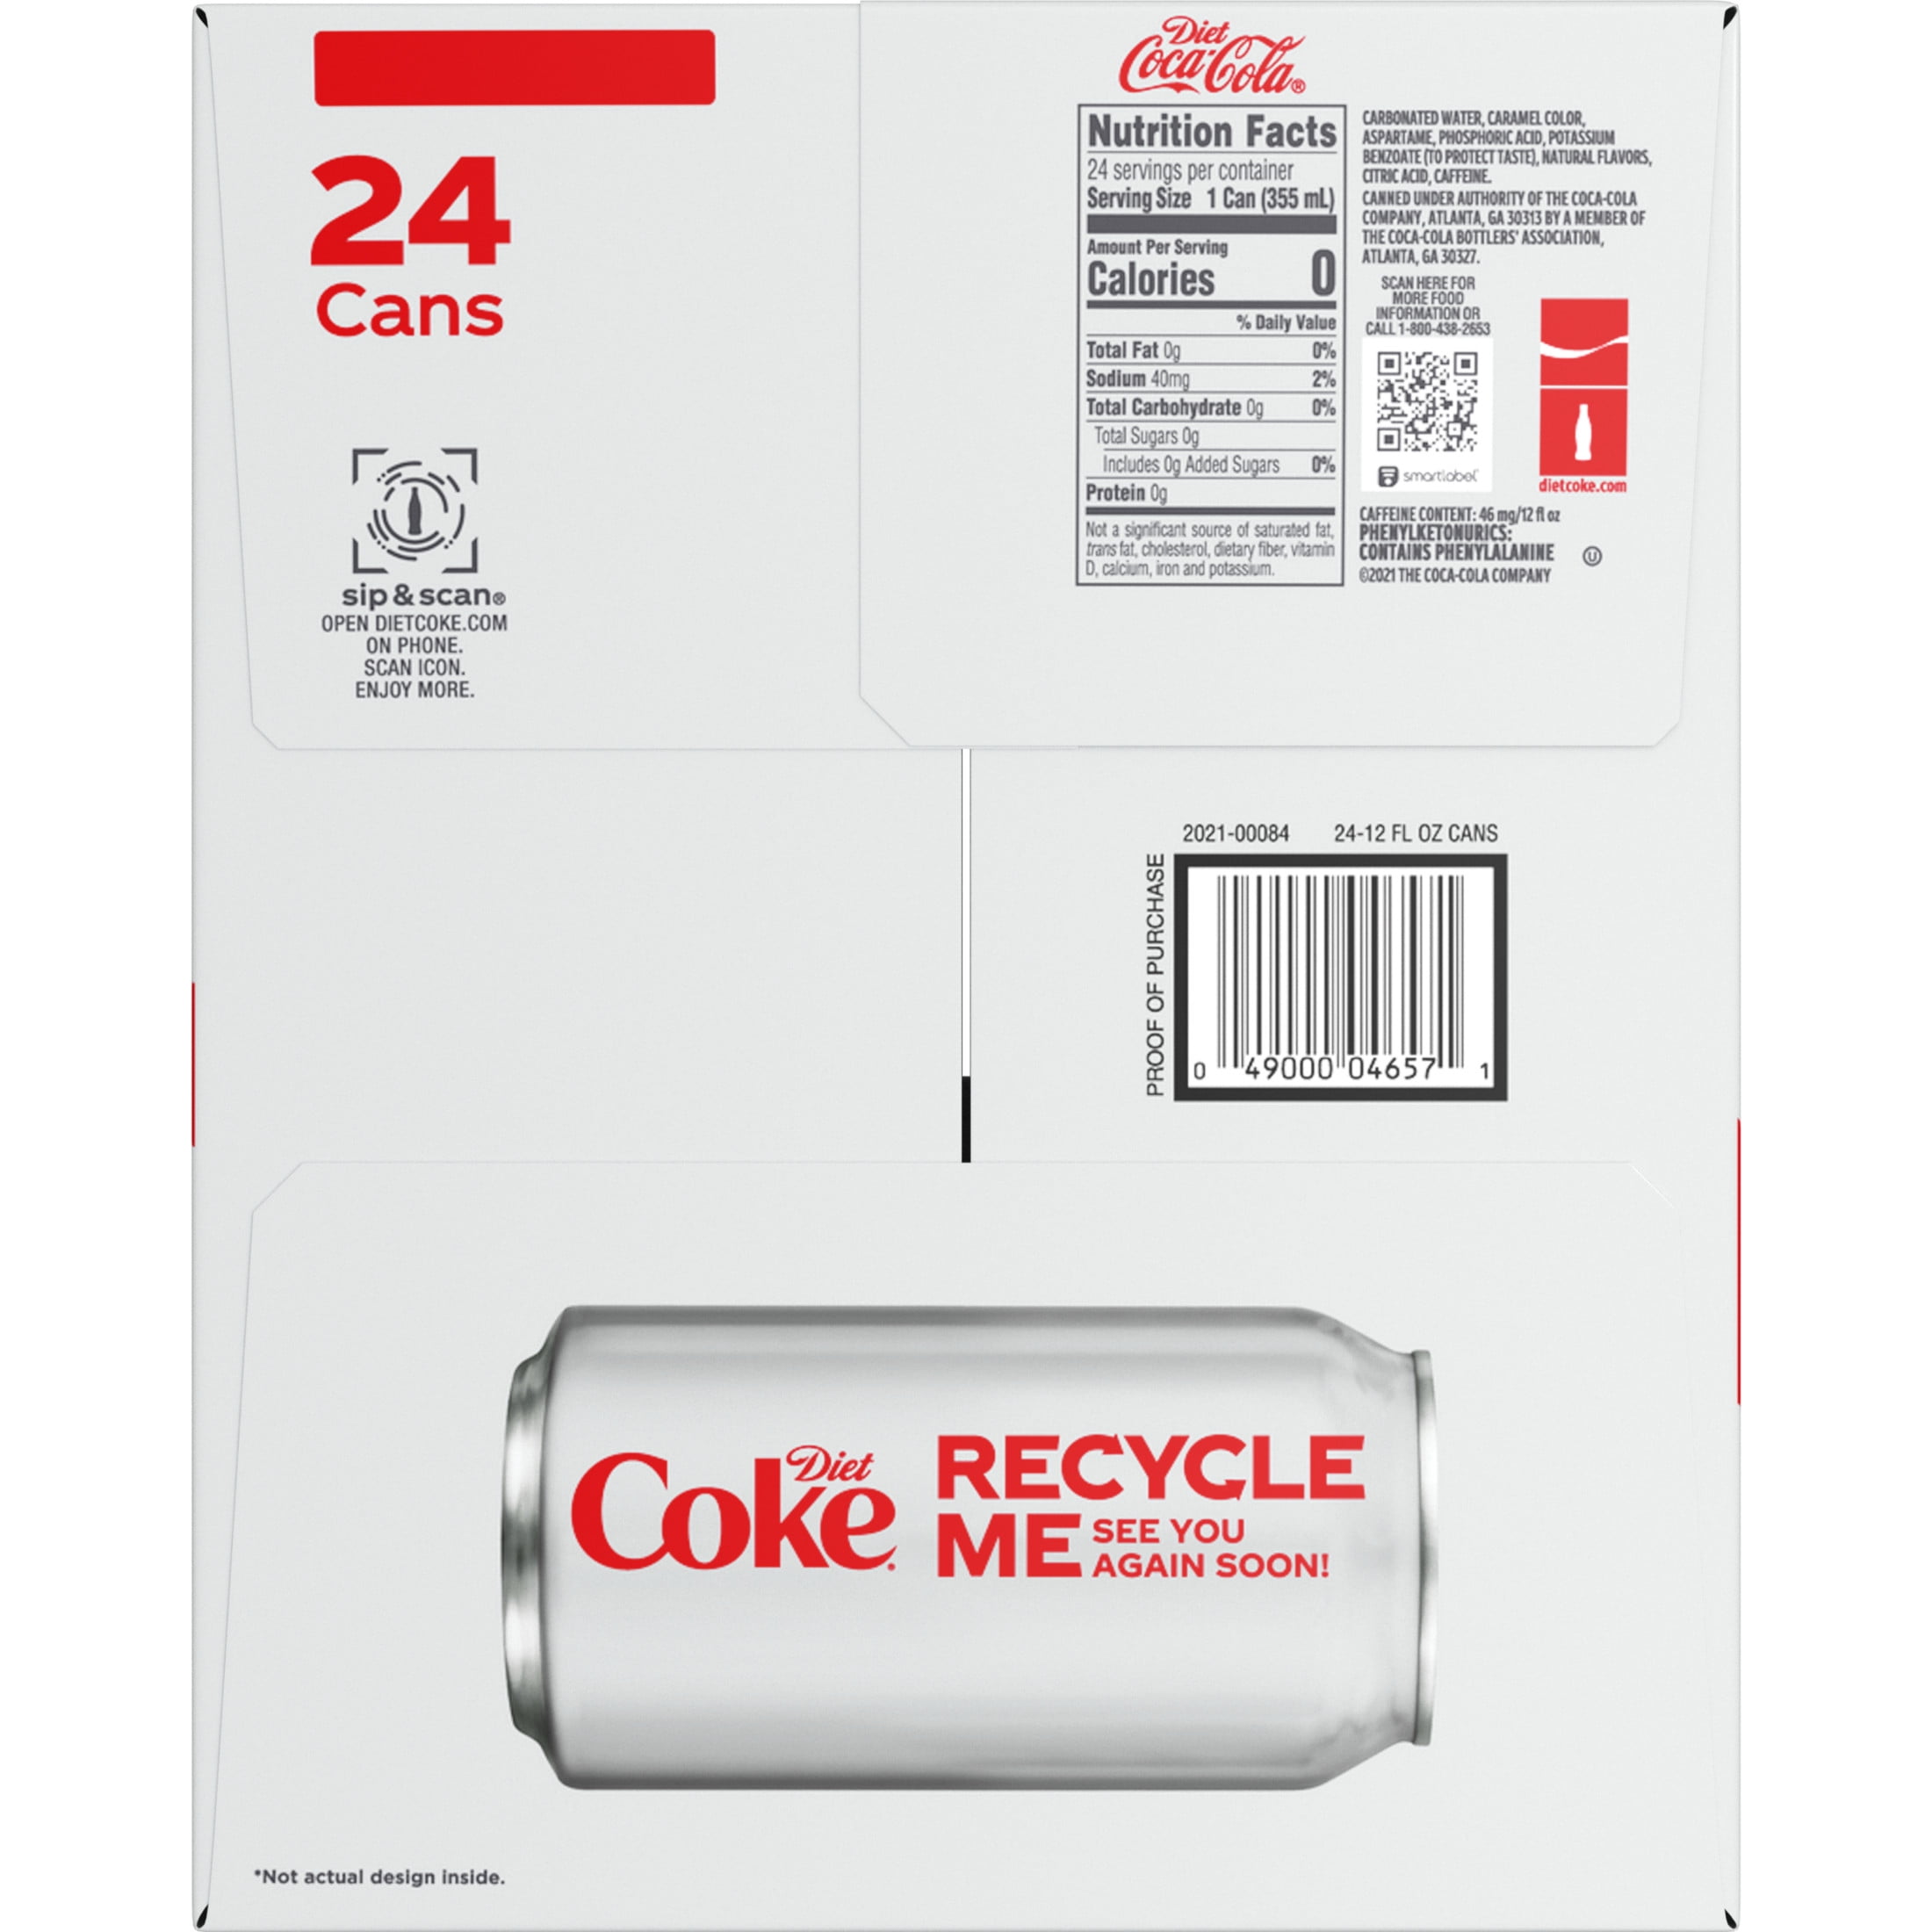 24
Cans
sip & scan®
OPEN DIETCOKE.COM
ON PHONE.
SCAN ICON.
ENJOY MORE.
Diet
Coca-Cola®
Nutrition Facts
24 servings per container
Serving Size 1 Can (355 mL)
Amount Per Serving
Calories 0
% Daily Value
Total Fat 0g 0%
Sodium 40mg 2%
Total Carbohydrate 0g 0%
Total Sugars 0g
Includes 0g Added Sugars 0%
Protein 0g
Not a significant source of saturated fat,
trans fat, cholesterol, dietary fiber, vitamin
D, calcium, iron and potassium.
CARBONATED WATER, CARAMEL COLOR,
ASPARTAME, PHOSPHORIC ACID, POTASSIUM
BENZOATE (TO PROTECT TASTE), NATURAL FLAVORS,
CITRIC ACID, CAFFEINE.
CANNED UNDER AUTHORITY OF THE COCA-COLA
COMPANY, ATLANTA, GA 30313 BY A MEMBER OF
THE COCA-COLA BOTTLERS' ASSOCIATION,
ATLANTA, GA 30327.
SCAN HERE FOR
MORE FOOD
INFORMATION OR
CALL 1-800-438-2653
smartlabel
dietcoke.com
CAFFEINE CONTENT: 46 mg/12 fl oz
PHENYLKETONURICS:
CONTAINS PHENYLALANINE
U
©2021 THE COCA-COLA COMPANY
2021-00084 24-12 FL OZ CANS
PROOF OF PURCHASE
0 49000 04657 1
Diet
Coke.
RECYCLE
ME SEE YOU
AGAIN SOON!
*Not actual design inside.